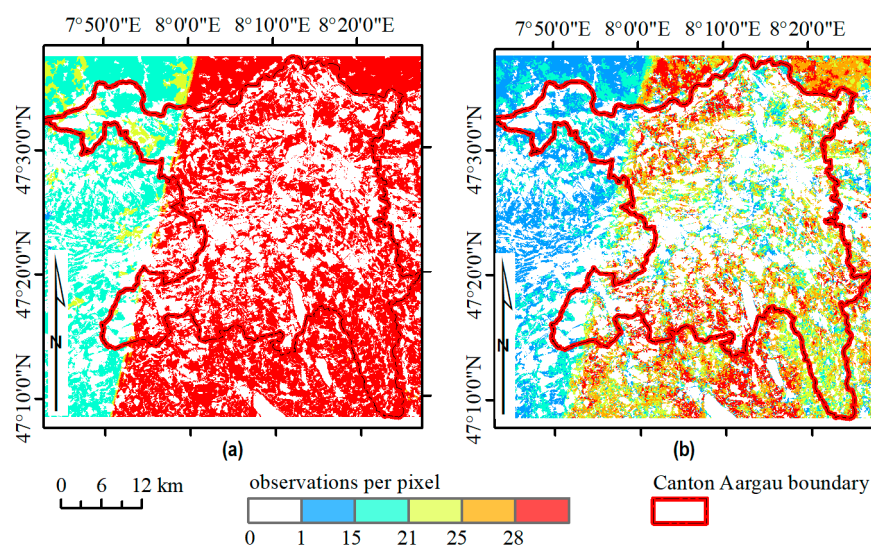 7°50'0"E 8°0'0"E 8°10'0"E 8°20'0"E
7°50'0"E 8°0'0"E 8°10'0"E 8°20'0"E
47°30'0"N
47°20'0"N
47°10'0"N
N
47°30'0"N
47°20'0"N
47°10'0"N
N
(a)
(b)
0 6 12 km
observations per pixel
0 1 15 21 25 28
Canton Aargau boundary